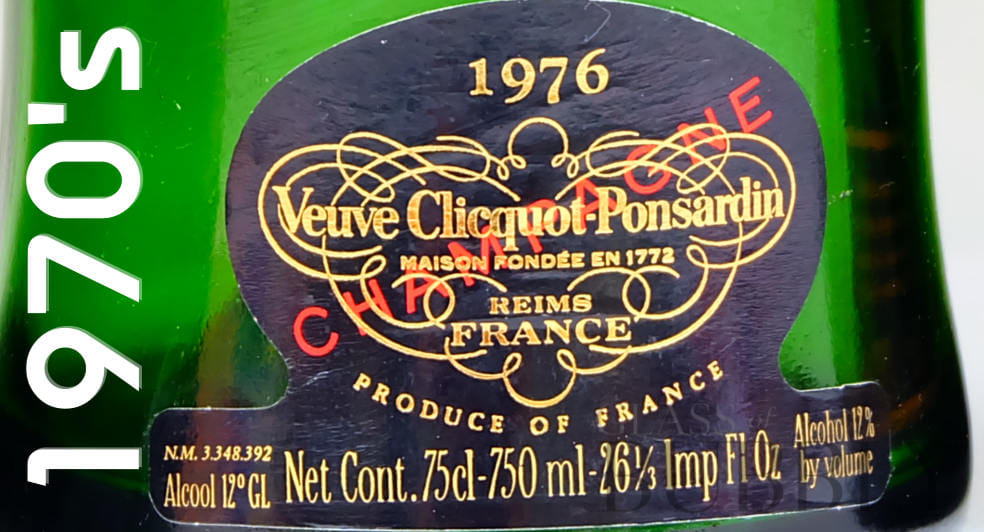 1970's
1976
CHAMPAGNE
Veuve Clicquot-Ponsardin
MAISON FONDÉE EN 1772
REIMS
FRANCE
PRODUCE OF FRANCE
N.M. 3.348.392
Alcool 12° GL
Net Cont. 75cl-750 ml-26⅓ Imp Fl Oz
Alcohol 12%
by volume